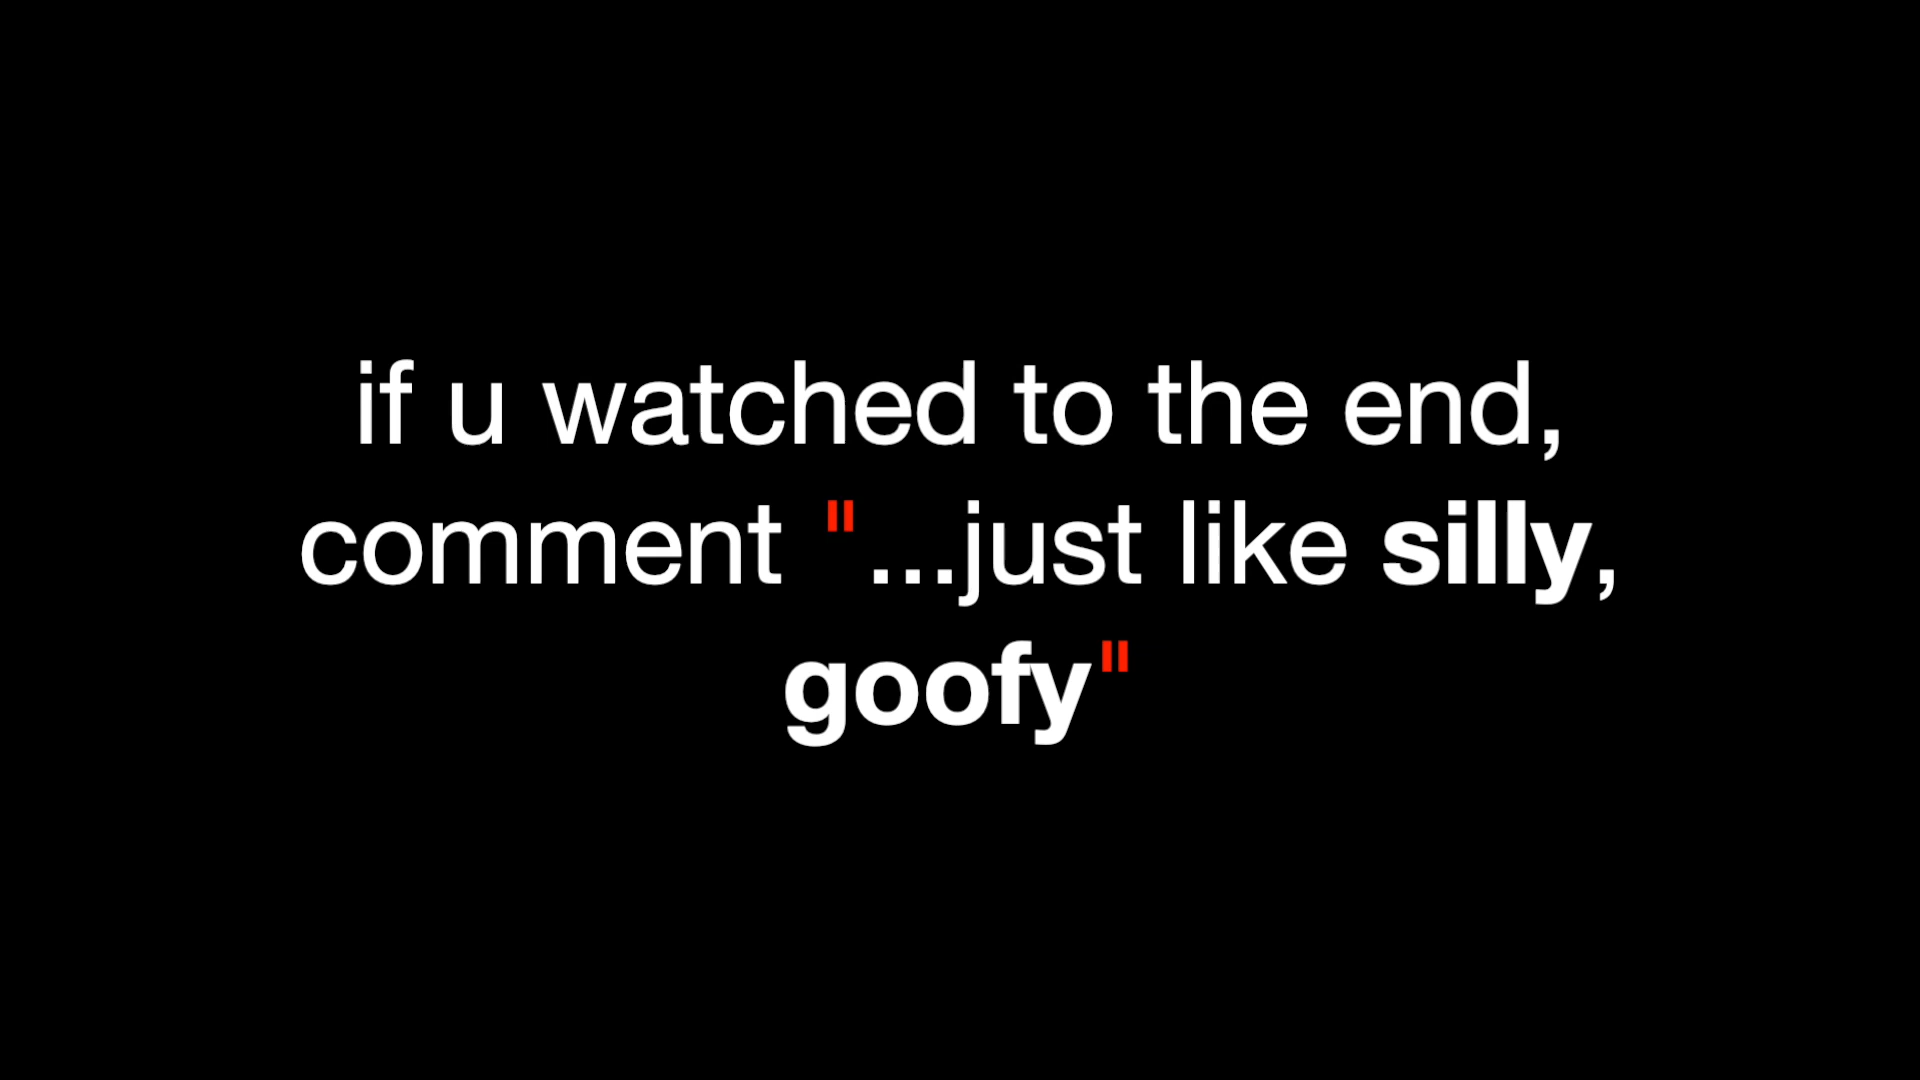 if u watched to the end,
comment "...just like silly,
goofy"